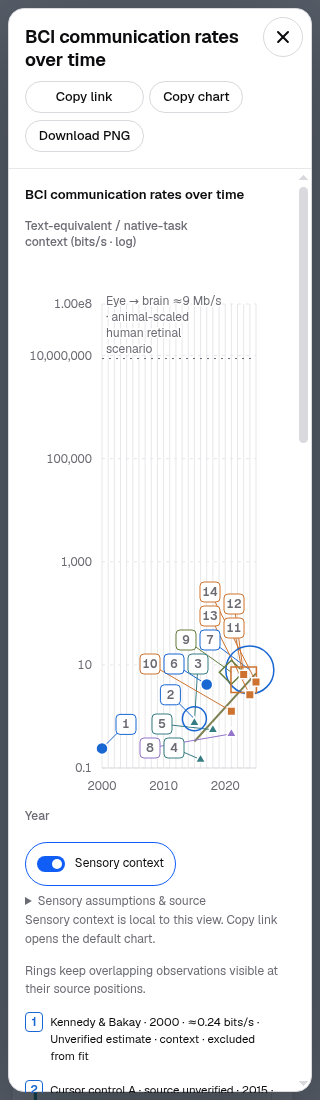 BCI communication rates
over time
Copy link
Copy chart
Download PNG
BCI communication rates over time
Text-equivalent / native-task
context (bits/s · log)
Eye → brain ≈9 Mb/s
· animal-scaled
human retinal
scenario
1.00e8
10,000,000
100,000
1,000
10
0.1
14
12
13
11
9
7
10
6
3
2
1
5
8
4
2000
2010
2020
Year
Sensory context
Sensory assumptions & source
Sensory context is local to this view. Copy link
opens the default chart.
Rings keep overlapping observations visible at
their source positions.
1 Kennedy & Bakay · 2000 · ≈0.24 bits/s ·
Unverified estimate · context · excluded
from fit
2 Cursor control A · source unverified · 2015 ·